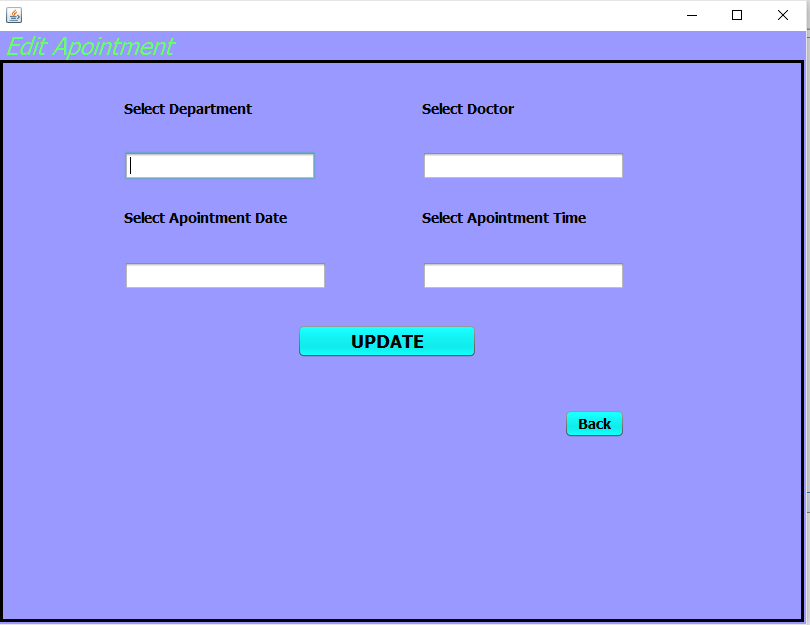 Edit Apointment
Select Department
Select Doctor
Select Apointment Date
Select Apointment Time
UPDATE
Back